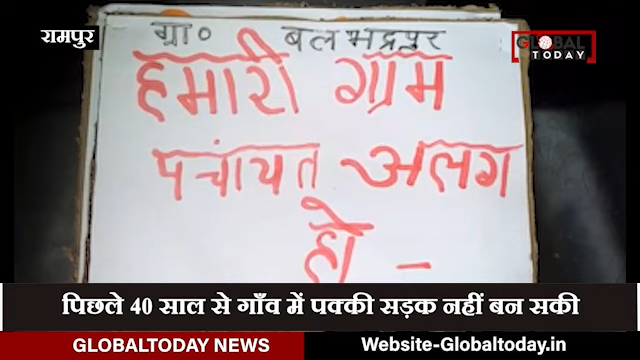 रामपुर
ग्रा० बलभद्रपुर
GLOBAL
TODAY
हमारी ग्राम
पंचायत अलग
हो -
पिछले 40 साल से गाँव में पक्की सड़क नहीं बन सकी
GLOBALTODAY NEWS
Website-Globaltoday.in